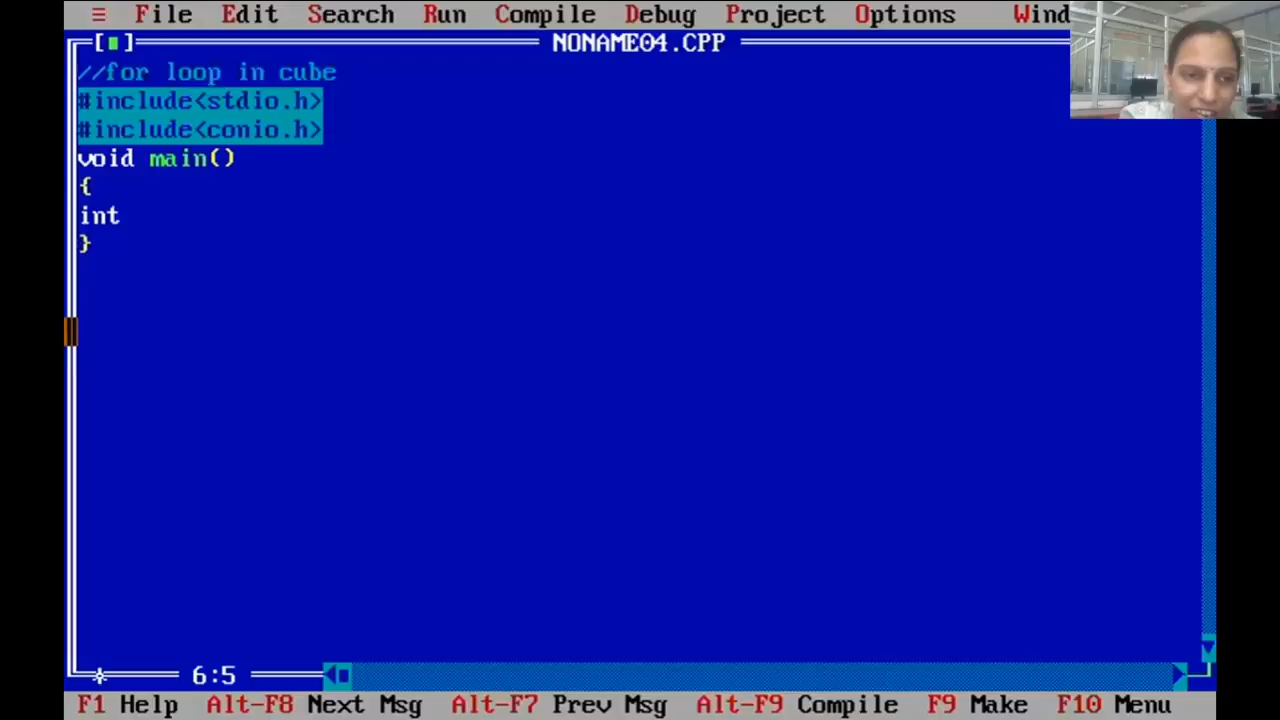 ≡ File Edit Search Run Compile Debug Project Options Wind
[■] NONAME04.CPP
//for loop in cube
#include<stdio.h>
#include<conio.h>
void main()
{
int
}
6:5
F1 Help Alt-F8 Next Msg Alt-F7 Prev Msg Alt-F9 Compile F9 Make F10 Menu